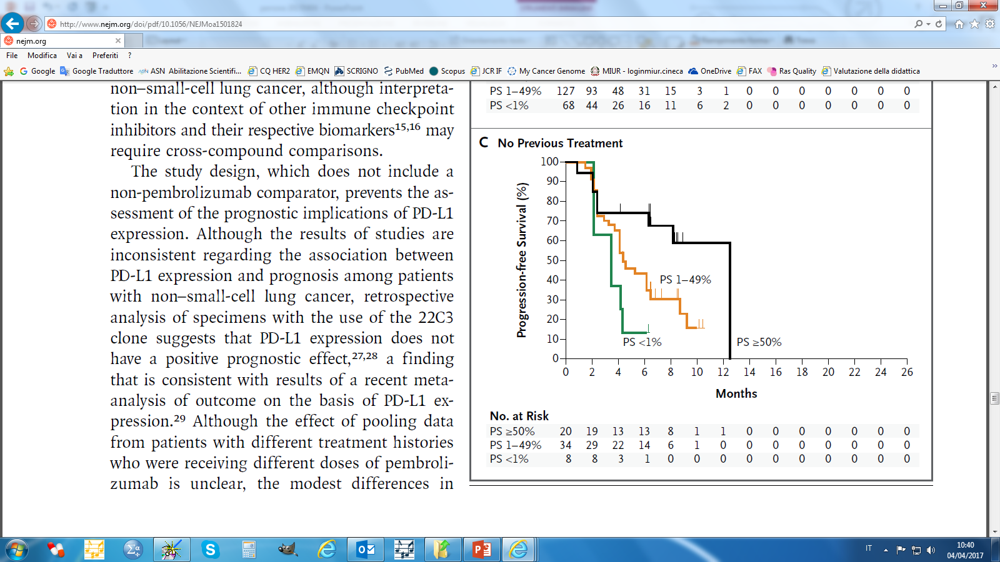 http://www.nejm.org/doi/pdf/10.1056/NEJMoa1501824
nejm.org
File Modifica Vai a Preferiti ?
Google Google Traduttore ASN Abilitazione Scientifi... CQ HER2 EMQN SCRIGNO PubMed Scopus JCR IF My Cancer Genome MIUR - loginmiur.cineca OneDrive FAX Ras Quality Valutazione della didattica
non–small-cell lung cancer, although interpreta-
tion in the context of other immune checkpoint
inhibitors and their respective biomarkers15,16 may
require cross-compound comparisons.
The study design, which does not include a
non-pembrolizumab comparator, prevents the as-
sessment of the prognostic implications of PD-L1
expression. Although the results of studies are
inconsistent regarding the association between
PD-L1 expression and prognosis among patients
with non–small-cell lung cancer, retrospective
analysis of specimens with the use of the 22C3
clone suggests that PD-L1 expression does not
have a positive prognostic effect,27,28 a finding
that is consistent with results of a recent meta-
analysis of outcome on the basis of PD-L1 ex-
pression.29 Although the effect of pooling data
from patients with different treatment histories
who were receiving different doses of pembroli-
zumab is unclear, the modest differences in
PS 1–49% 127 93 48 31 15 3 1 0 0 0 0 0 0 0
PS <1% 68 44 26 16 11 6 2 0 0 0 0 0 0 0
C No Previous Treatment
Progression-free Survival (%)
100
90
80
70
60
50
40
30
20
10
0
PS 1–49%
PS <1%
PS ≥50%
0 2 4 6 8 10 12 14 16 18 20 22 24 26
Months
No. at Risk
PS ≥50% 20 19 13 13 8 1 1 0 0 0 0 0 0 0
PS 1–49% 34 29 22 14 6 1 0 0 0 0 0 0 0 0
PS <1% 8 8 3 1 0 0 0 0 0 0 0 0 0 0
IT
10:40
04/04/2017